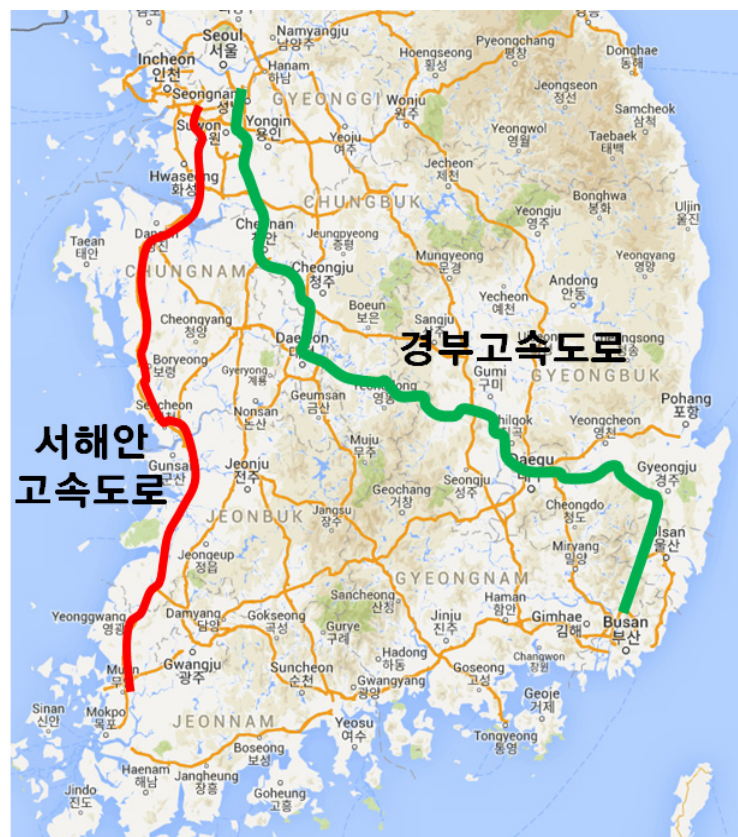 Seoul
서울
Namyangju
남양주
Incheon
인천
Hanam
하남
Hoengseong
횡성
Pyeongchang
평창
Donghae
동해
Seongnam
GYEONGGI
Wonju
원주
Jeongseon
정선
Samcheok
삼척
Yongin
용인
Yeoju
여주
Yeongwol
영월
Taebaek
태백
Hwaseong
화성
Jecheon
제천
CHUNGBUK
Bonghwa
봉화
Uljin
울진
Yeongju
영주
Taean
태안
Jeungpyeong
증평
CHUNGNAM
Cheongju
청주
Mungyeong
문경
Yeongyang
영양
Andong
안동
Yecheon
예천
Boeun
보은
Sangju
Cheongyang
청양
경부고속도로
Boryeong
보령
Gyeryong
계룡
Gumi
구미
GYEONGBUK
Geumsan
금산
Nonsan
논산
Pohang
포항
Yeongcheon
영천
서해안
고속도로
Muju
무주
Gunsan
Jeonju
전주
Daegu
Gyeongju
경주
Seongju
성주
Geochang
거창
Cheongdo
청도
JEONBUK
Jangsu
장수
울산
Miryang
밀양
Jeongeup
정읍
GYEONGNAM
Sancheong
산청
Haman
함안
Yeonggwang
영광
Damyang
담양
Gokseong
곡성
Jinju
진주
Gimhae
김해
Busan
부산
Gurye
구례
Hadong
하동
Changwon
창원
Gwangju
광주
Suncheon
순천
Goseong
고성
Gwangyang
광양
Geoje
거제
Sinan
신안
Mokpo
목포
JEONNAM
Yeosu
여수
Tongyeong
통영
Boseong
보성
Haenam
해남
Jangheung
장흥
Jindo
진도
Goheung
고흥